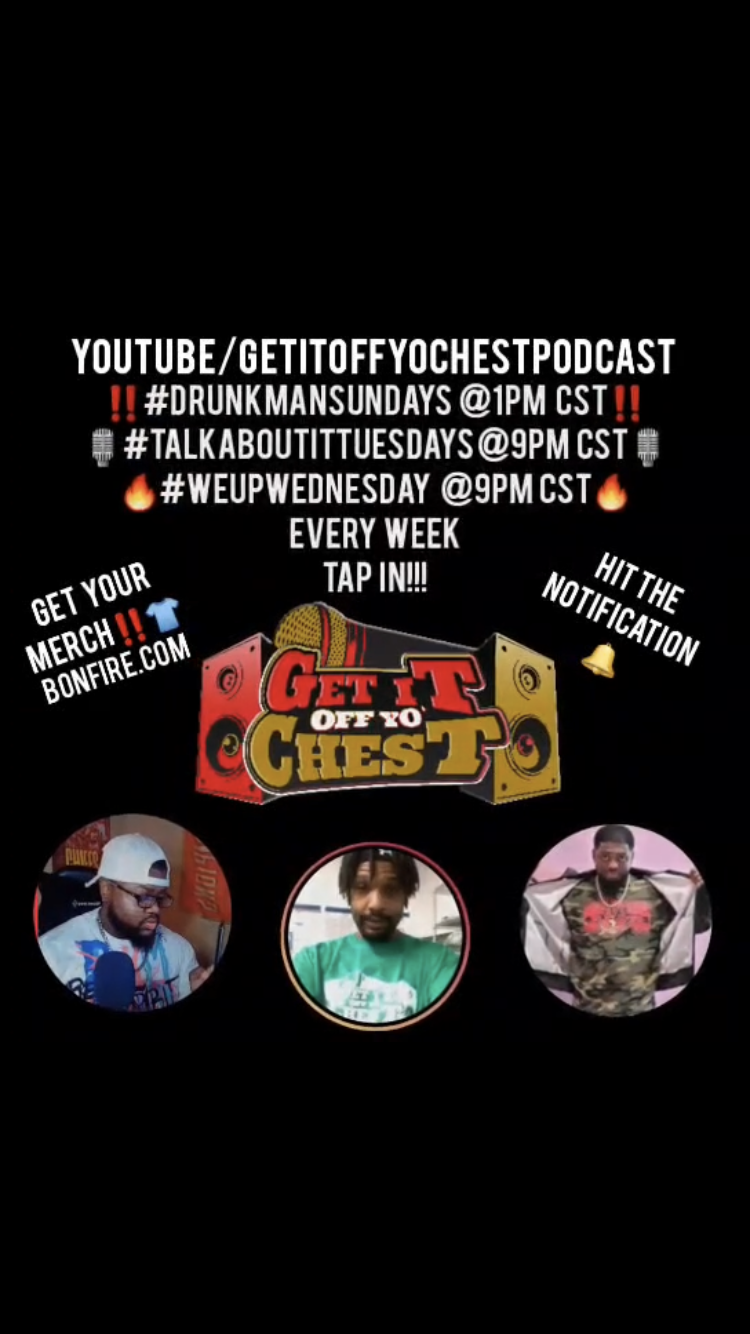 YOUTUBE/GETITOFFYOCHESTPODCAST
‼️#DRUNKMANSUNDAYS @1PM CST‼️
🎙️#TALKABOUTITTUESDAYS@9PM CST🎙️
🔥#WEUPWEDNESDAY @9PM CST🔥
EVERY WEEK
TAP IN!!!
GET YOUR
MERCH‼️👕
BONFIRE.COM
HIT THE
NOTIFICATION
🔔
GET IT
OFF YO
CHEST